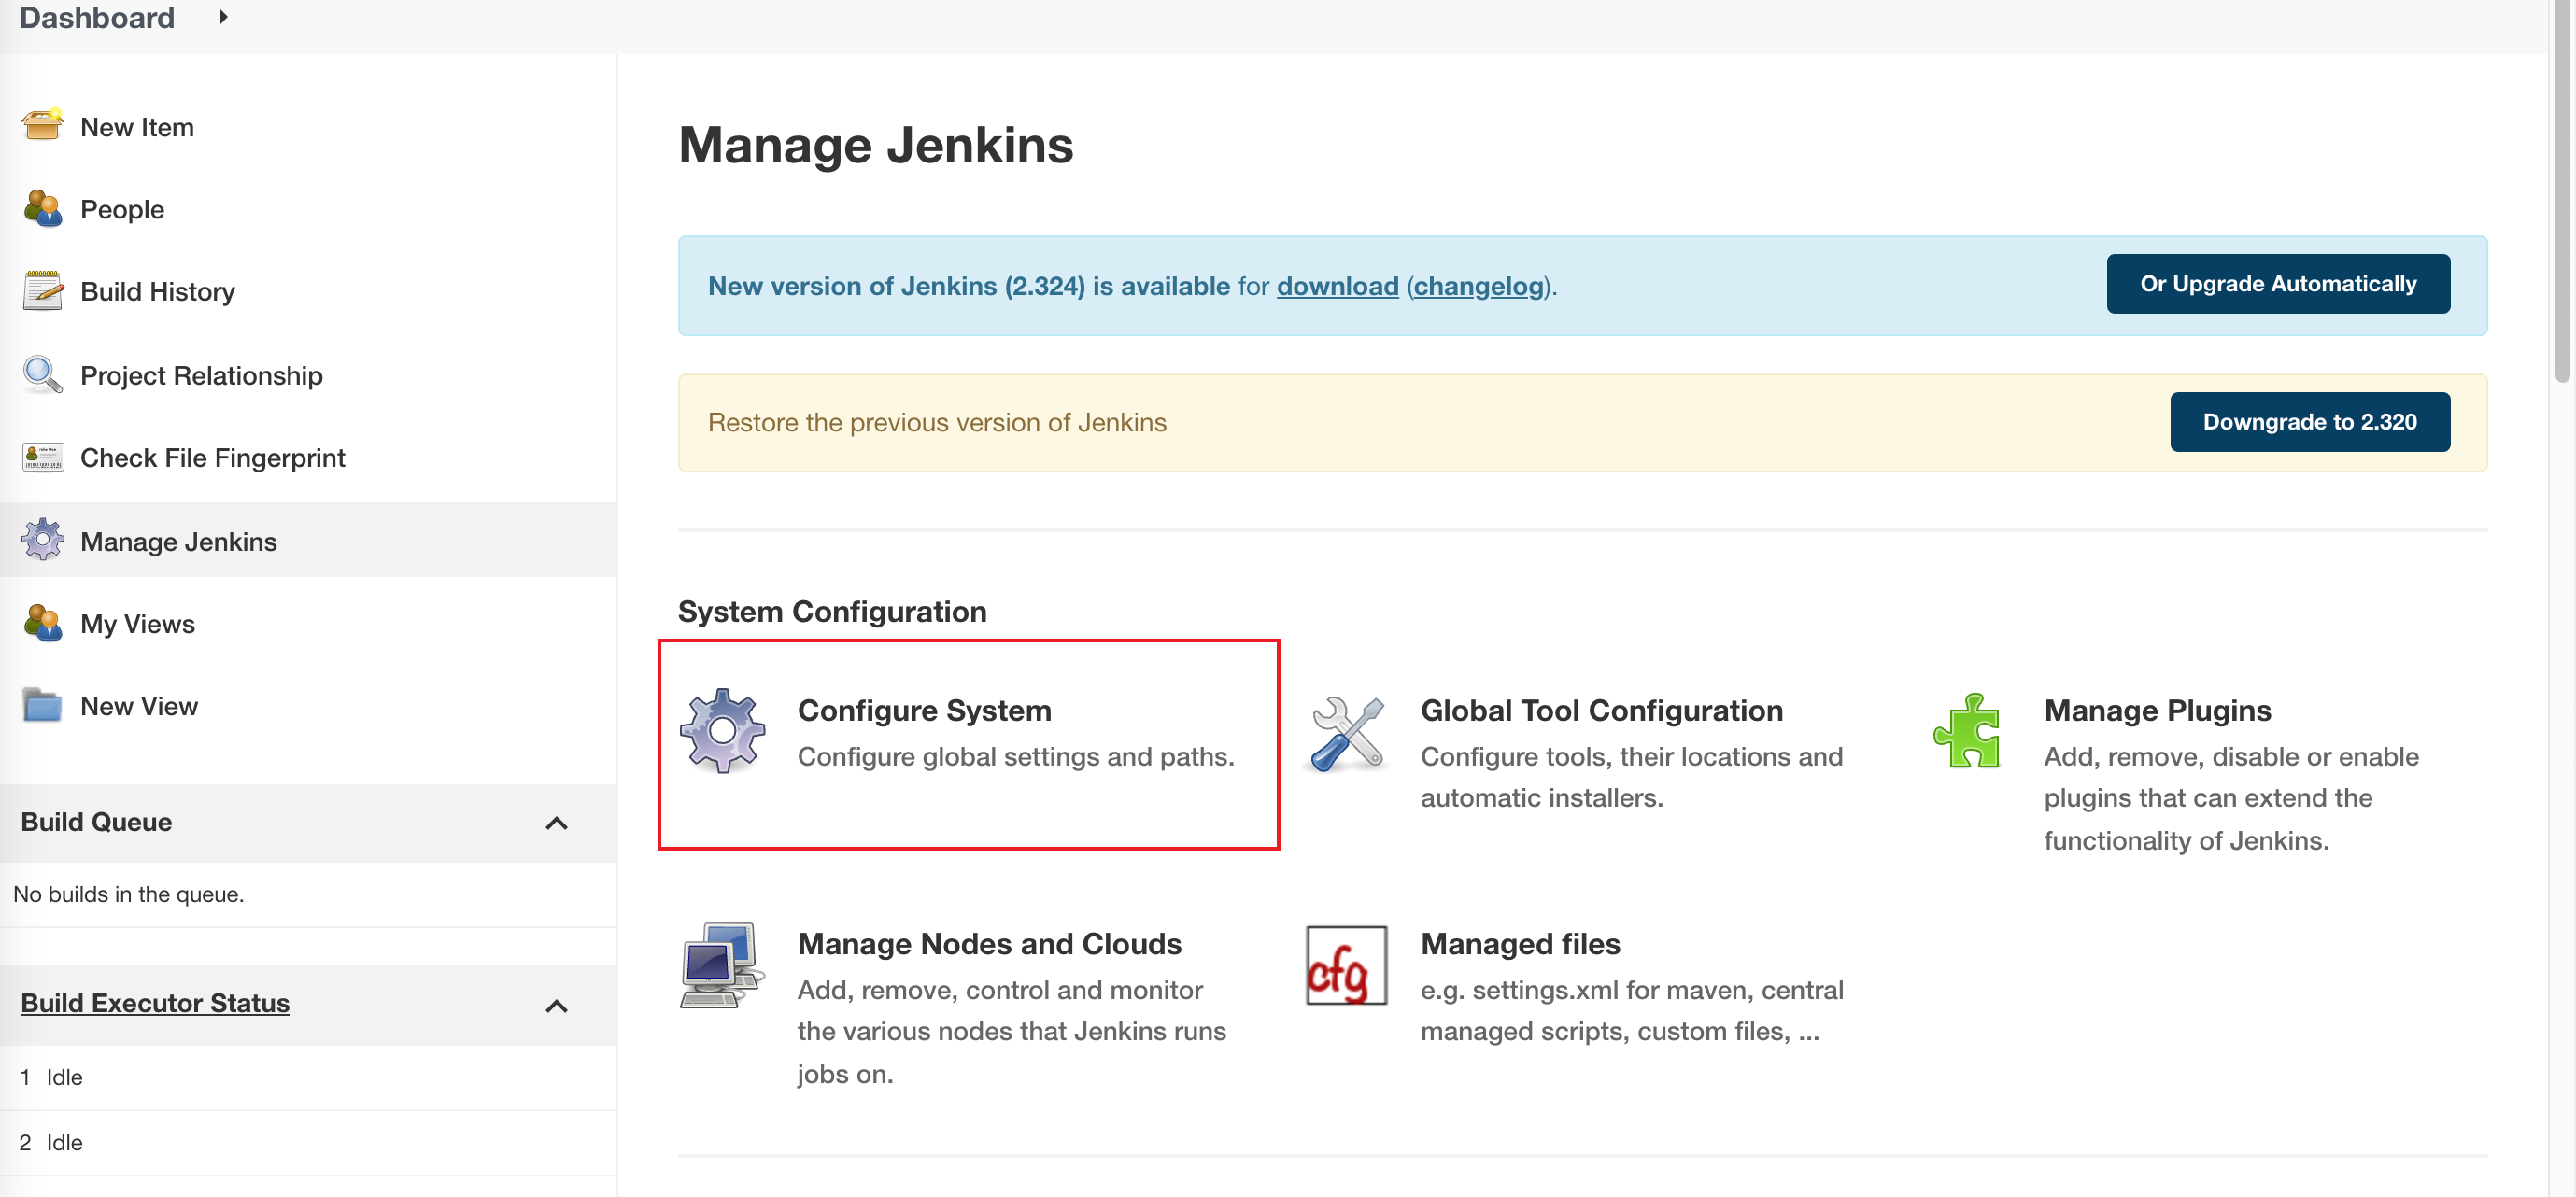 Dashboard
New Item
People
Build History
Project Relationship
Check File Fingerprint
Manage Jenkins
My Views
New View
Build Queue
No builds in the queue.
Build Executor Status
1 Idle
2 Idle
Manage Jenkins
New version of Jenkins (2.324) is available for download (changelog).
Or Upgrade Automatically
Restore the previous version of Jenkins
Downgrade to 2.320
System Configuration
Configure System
Configure global settings and paths.
Global Tool Configuration
Configure tools, their locations and
automatic installers.
Manage Plugins
Add, remove, disable or enable
plugins that can extend the
functionality of Jenkins.
Manage Nodes and Clouds
Add, remove, control and monitor
the various nodes that Jenkins runs
jobs on.
cfg
Managed files
e.g. settings.xml for maven, central
managed scripts, custom files, ...